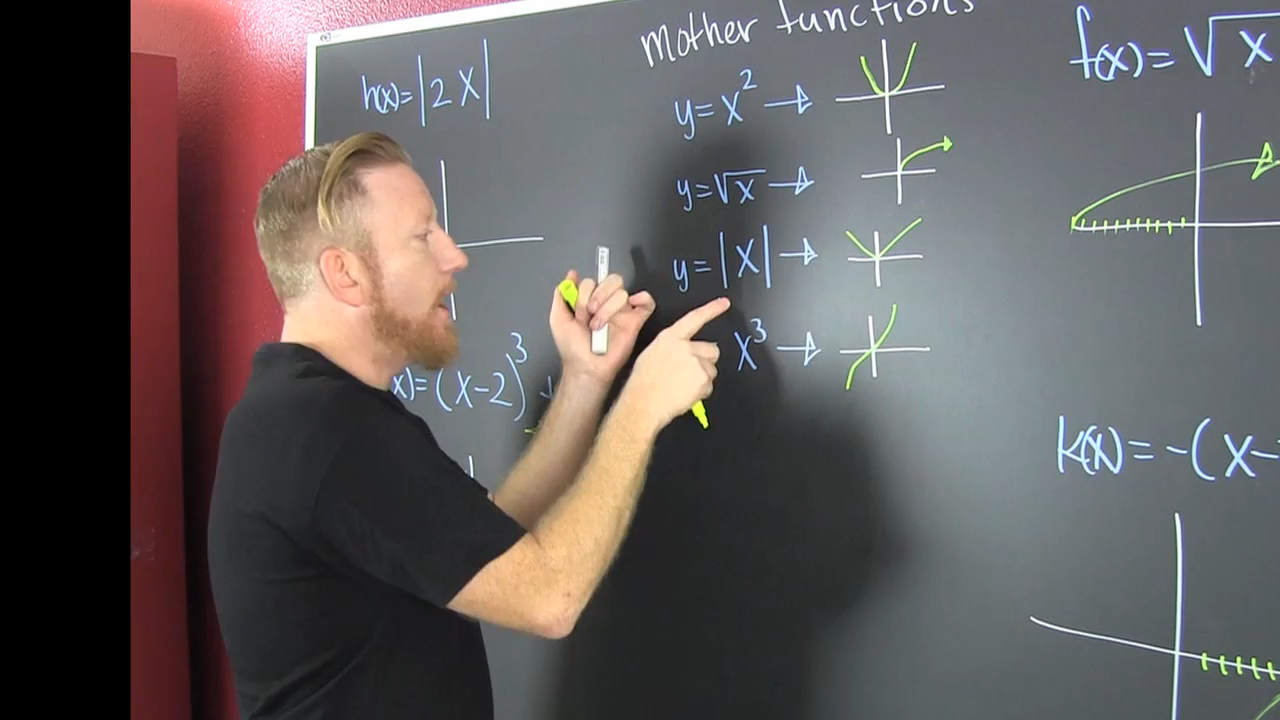 mother functions
h(x)=|2X|
y=x²→
y=√x→
y=|X|→
X³→
x)=(X-2)³+
f(x)=√x
k(x)=-(X-